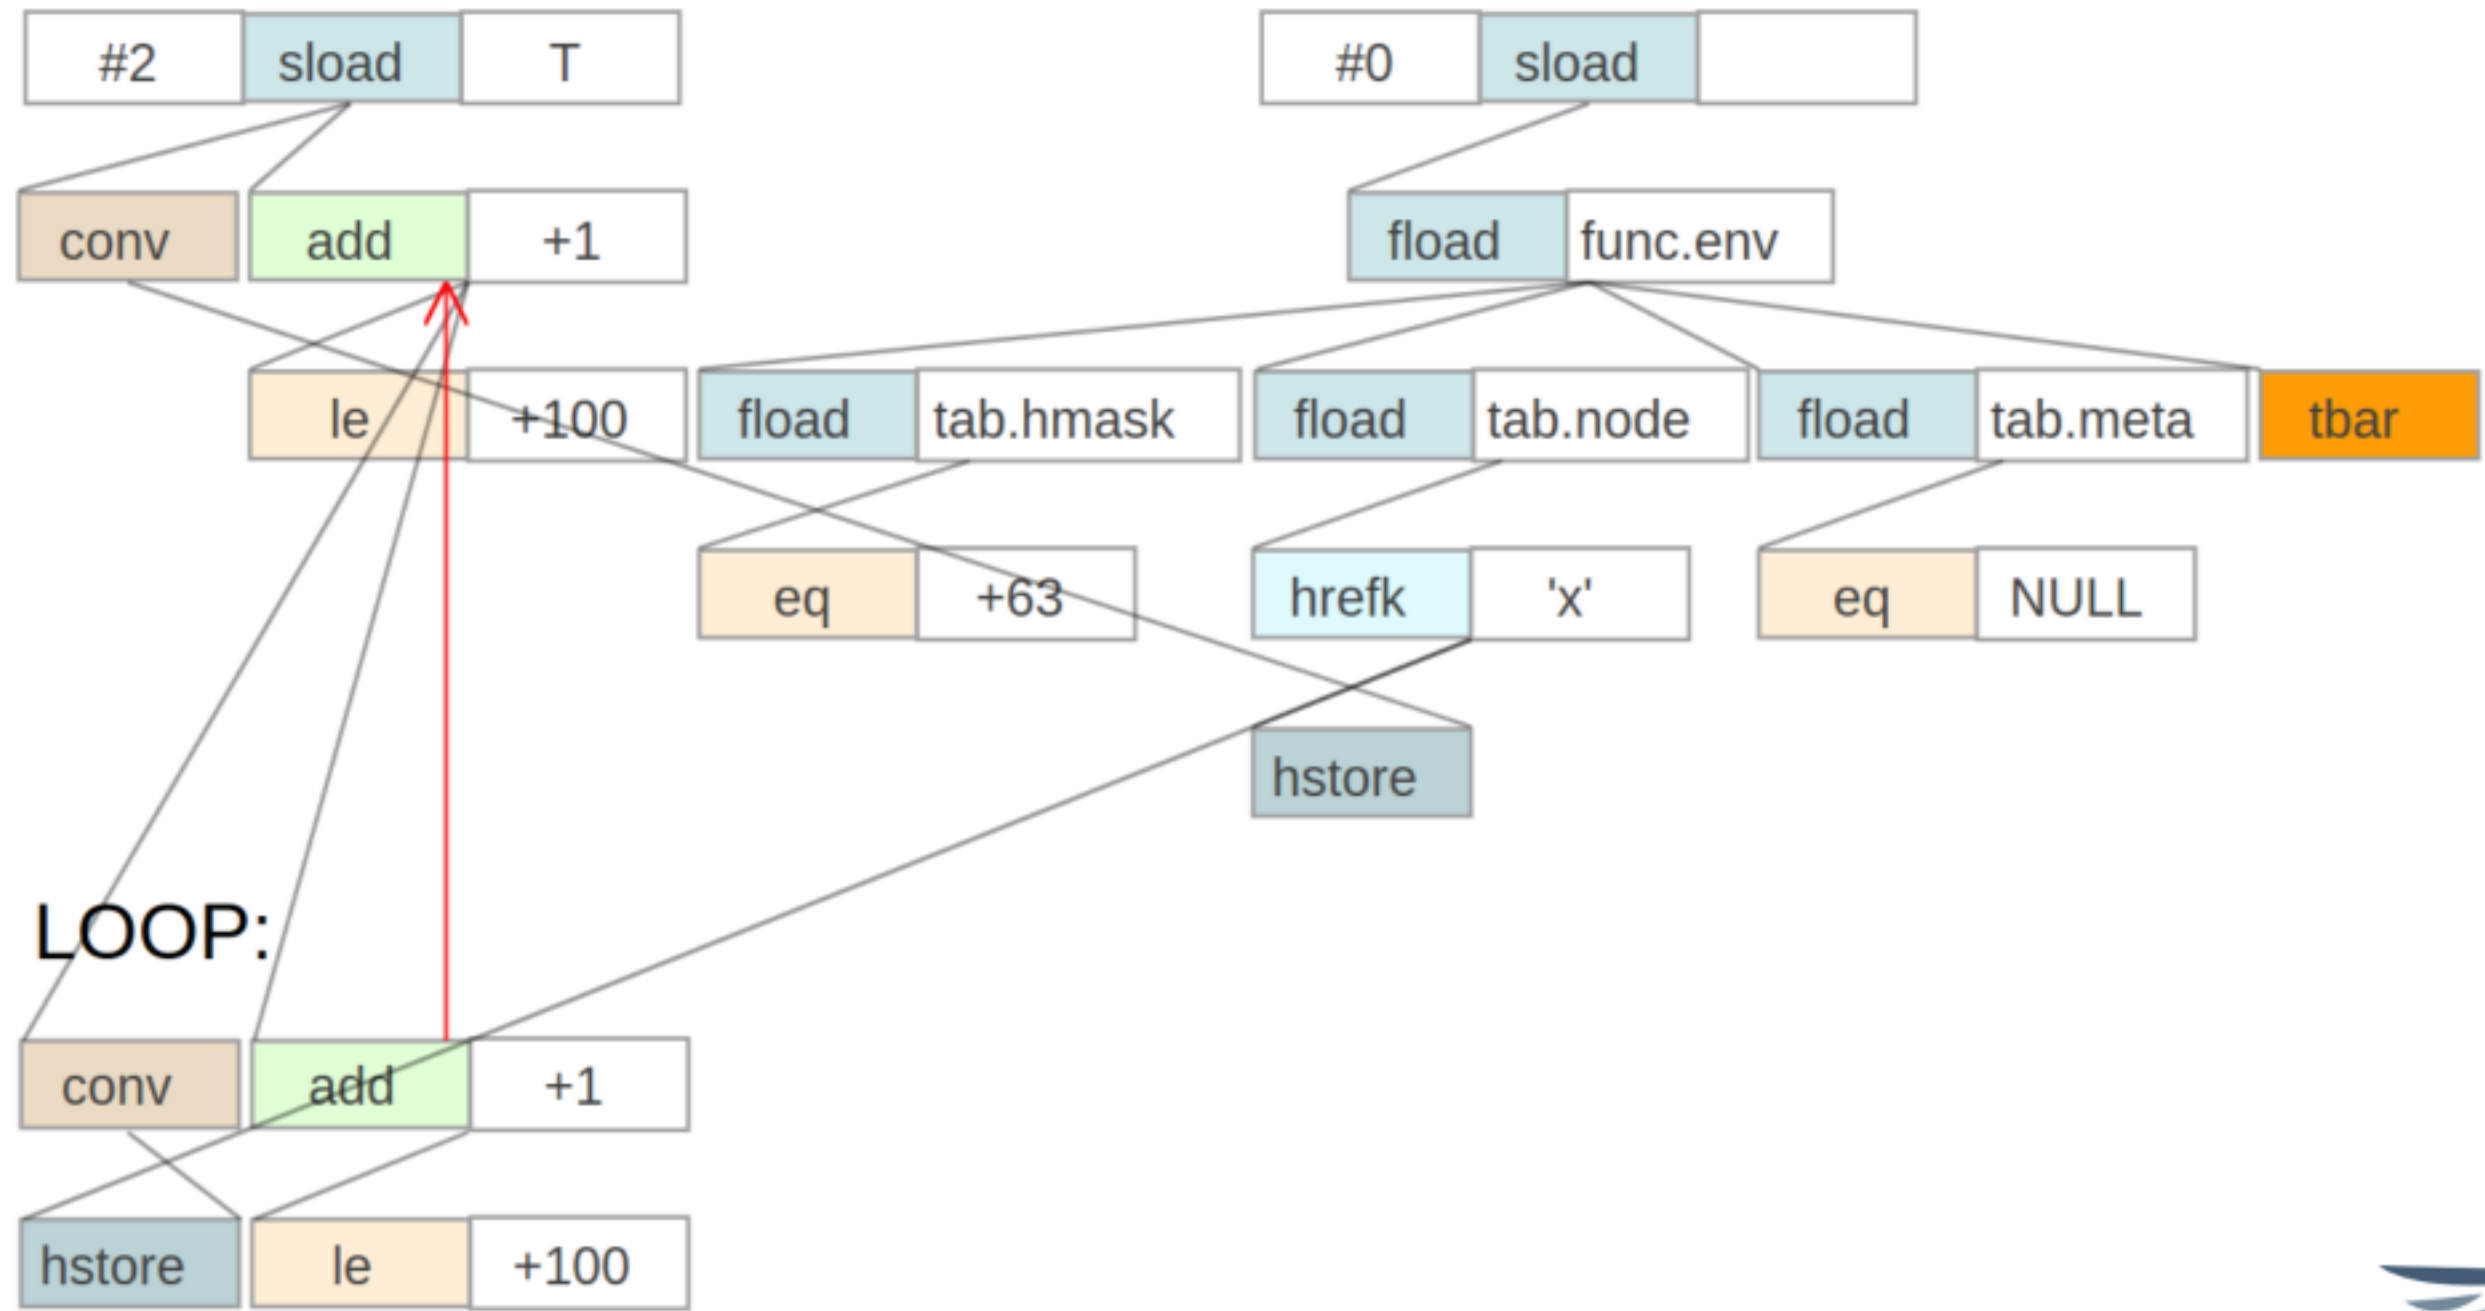 #2 sload T #0 sload
conv add +1 fload func.env
le +100 fload tab.hmask fload tab.node fload tab.meta tbar
eq +63 hrefk 'x' eq NULL
hstore
LOOP:
conv add +1
hstore le +100